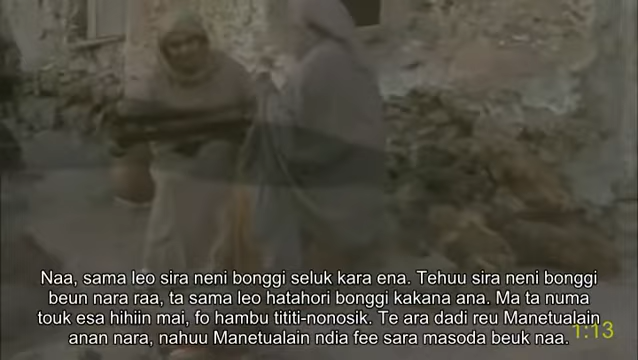 Naa, sama leo sira neni bonggi seluk kara ena. Tehuu sira neni bonggi
beun nara raa, ta sama leo hatahori bonggi kakana ana. Ma ta numa
touk esa hihiin mai, fo hambu tititi-nonosik. Te ara dadi reu Manetualain
anan nara, nahuu Manetualain ndia fee sara masoda beuk naa.
1:13